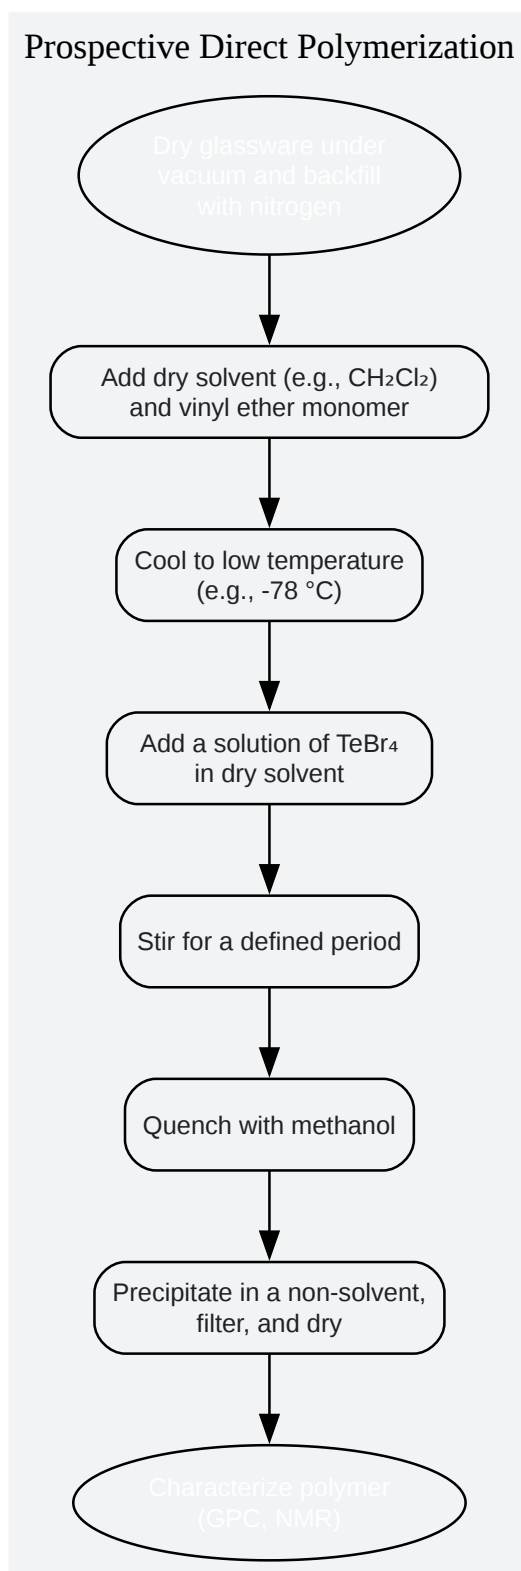 Prospective Direct Polymerization
Dry glassware under
vacuum and backfill
with nitrogen
Add dry solvent (e.g., CH₂Cl₂)
and vinyl ether monomer
Cool to low temperature
(e.g., -78 °C)
Add a solution of TeBr₄
in dry solvent
Stir for a defined period
Quench with methanol
Precipitate in a non-solvent,
filter, and dry
Characterize polymer
(GPC, NMR)